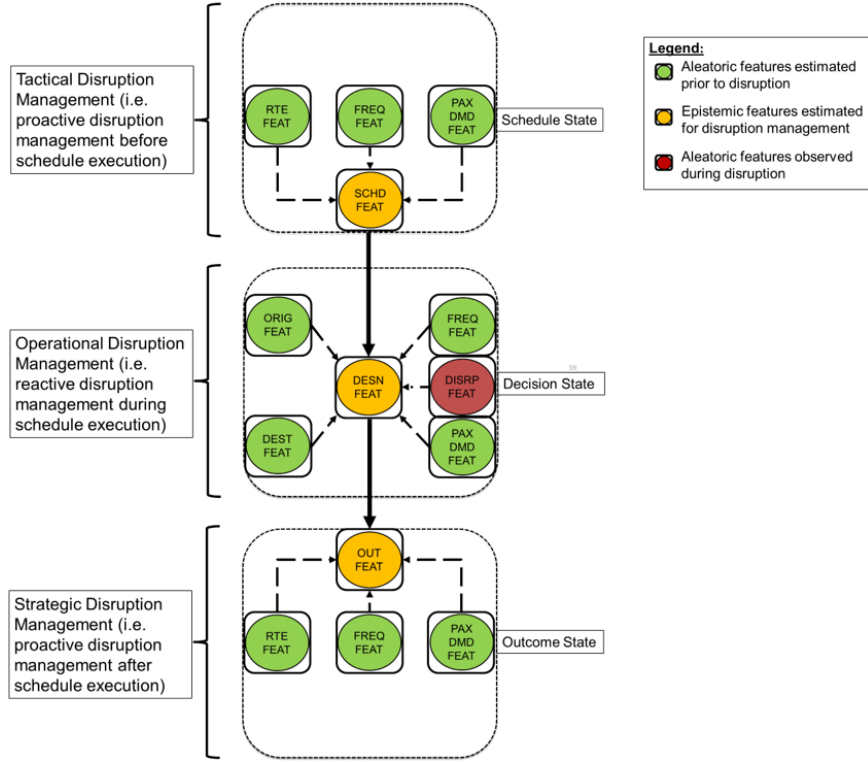 Tactical Disruption
Management (i.e.
proactive disruption
management before
schedule execution)
RTE
FEAT
FREQ
FEAT
PAX
DMD
FEAT
Schedule State
SCHD
FEAT
Legend:
Aleatoric features estimated
prior to disruption
Epistemic features estimated
for disruption management
Aleatoric features observed
during disruption
Operational Disruption
Management (i.e.
reactive disruption
management during
schedule execution)
ORIG
FEAT
FREQ
FEAT
DESN
FEAT
DISRP
FEAT
59
Decision State
DEST
FEAT
PAX
DMD
FEAT
Strategic Disruption
Management (i.e.
proactive disruption
management after
schedule execution)
OUT
FEAT
RTE
FEAT
FREQ
FEAT
PAX
DMD
FEAT
Outcome State